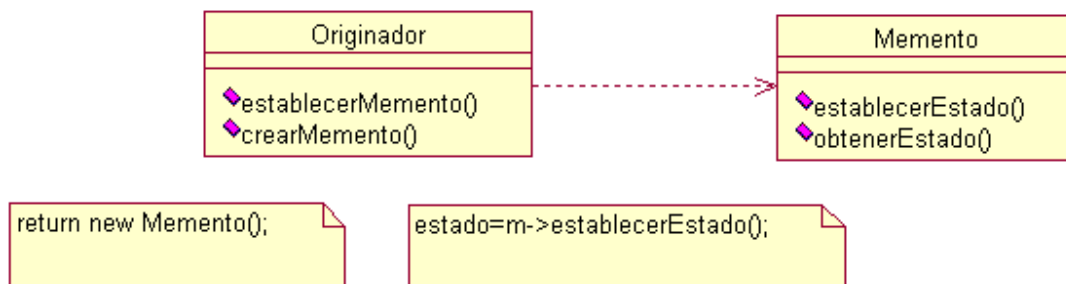 Originador
establecerMemento()
crearMemento()
Memento
establecerEstado()
obtenerEstado()
return new Memento();
estado=m->establecerEstado();